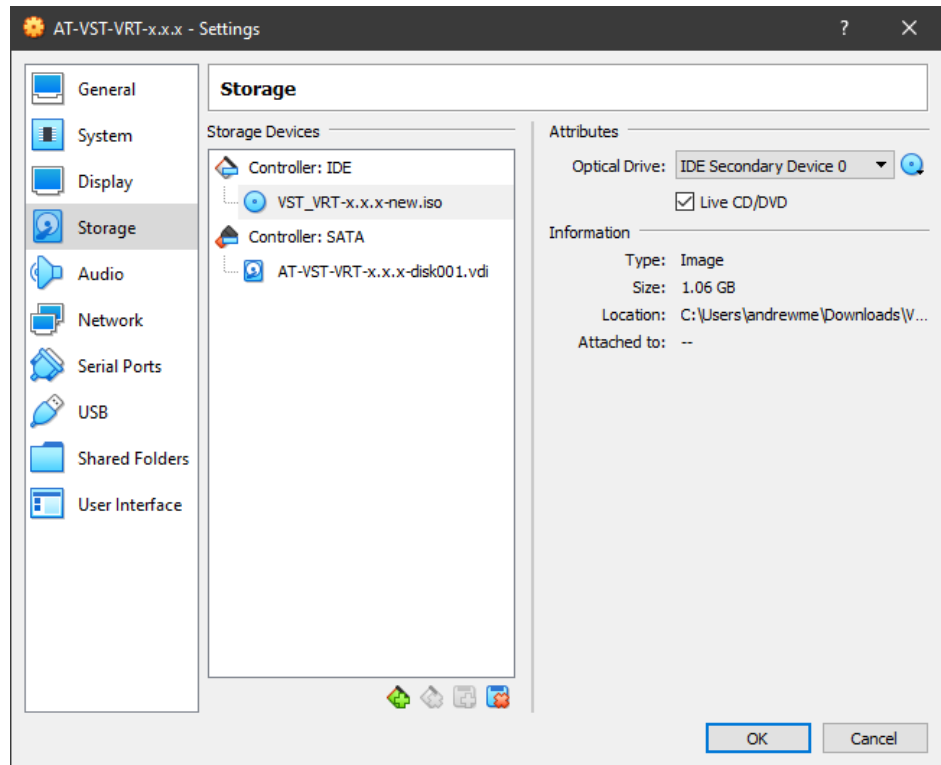 AT-VST-VRT-x.x.x - Settings
?
General
System
Display
Storage
Audio
Network
Serial Ports
USB
Shared Folders
User Interface
Storage
Storage Devices
Controller: IDE
VST_VRT-x.x.x-new.iso
Controller: SATA
AT-VST-VRT-x.x.x-disk001.vdi
Attributes
Optical Drive: IDE Secondary Device 0
Live CD/DVD
Information
Type: Image
Size: 1.06 GB
Location: C:\Users\andrewme\Downloads\V...
Attached to: --
OK
Cancel